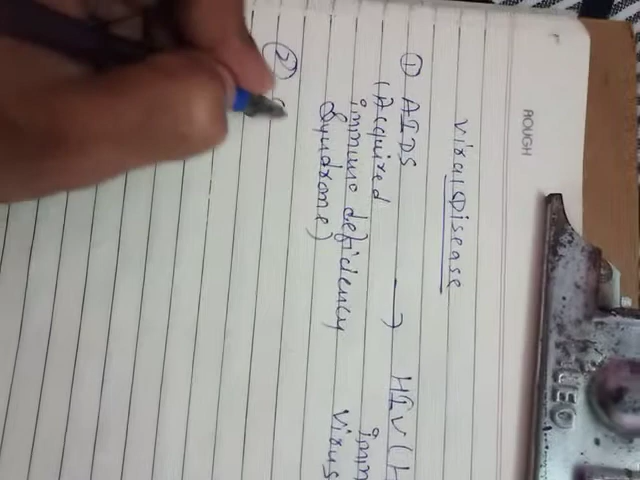 ROUGH
Viral Disease
① AIDS → HIV (H
(Acquired
immuno deficiency imm
Syndrome) Virus
②